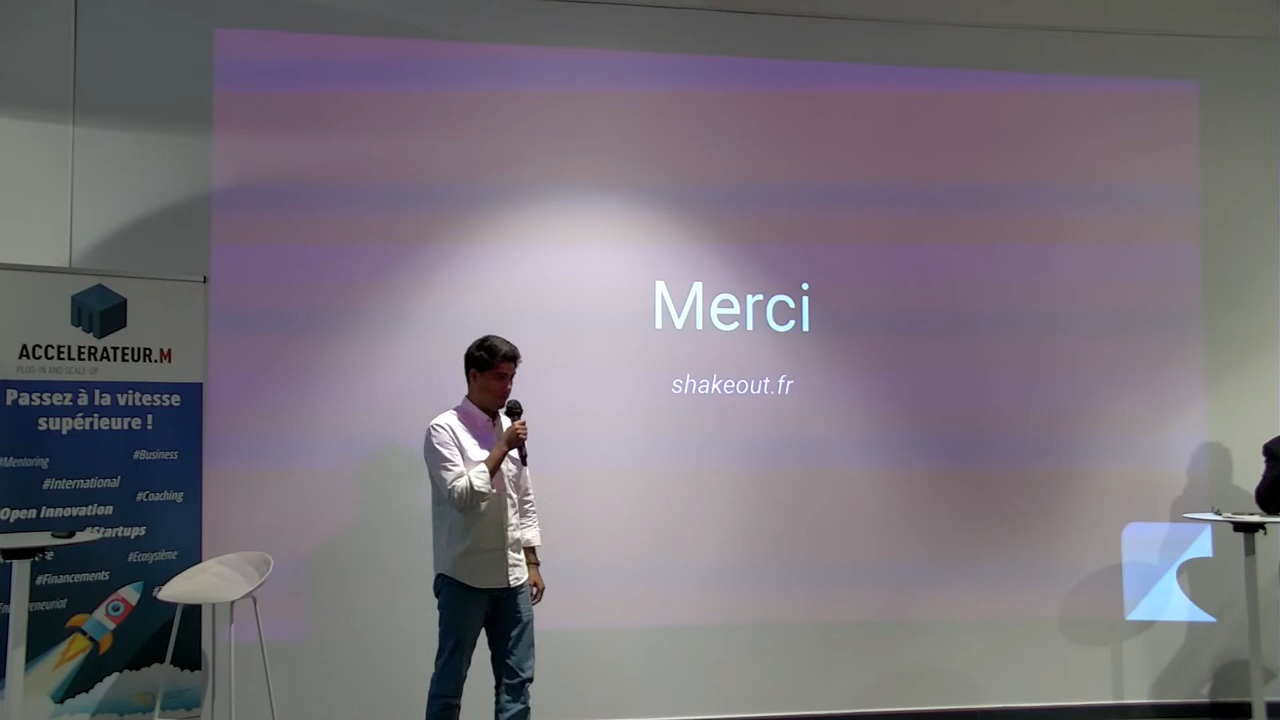 Merci
shakeout.fr
ACCELERATEUR.M
PLUG-IN AND SCALE-UP
Passez à la vitesse
supérieure !
#Mentoring
#Business
#International
#Coaching
Open Innovation
#Startups
#Ecosystème
#Financements